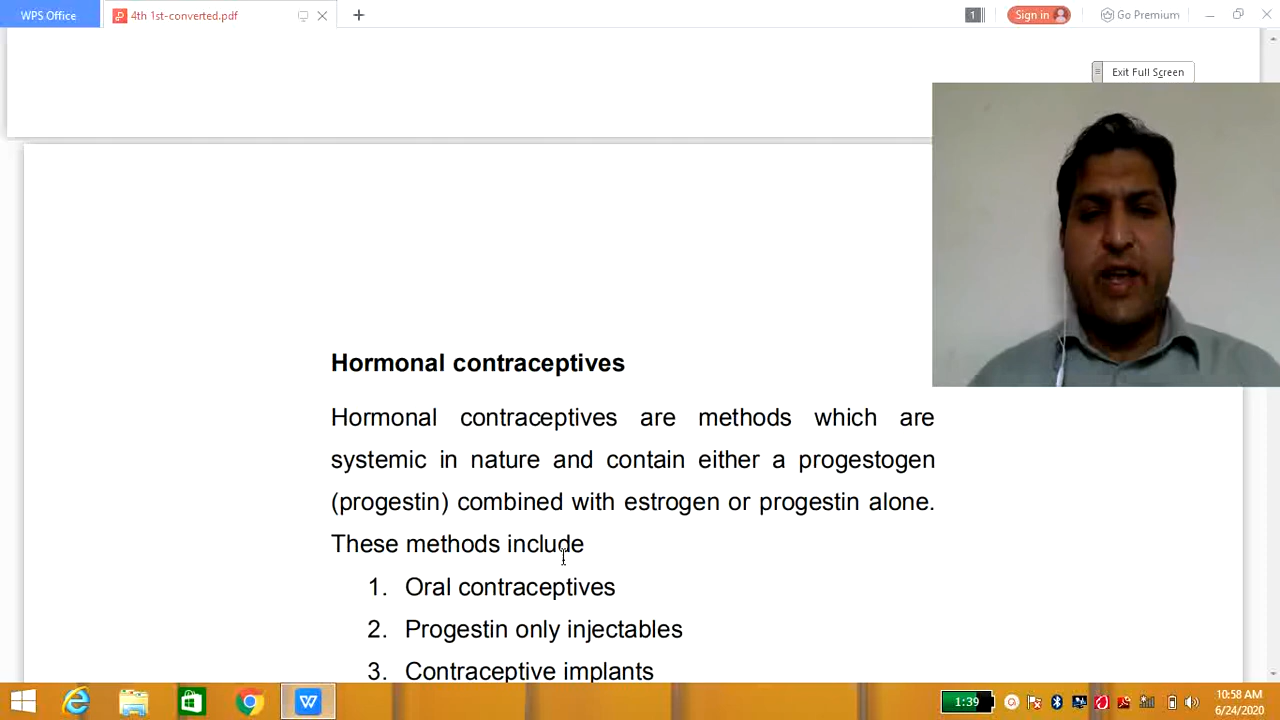 WPS Office
4th 1st-converted.pdf
1
Sign in
Go Premium
Exit Full Screen
Hormonal contraceptives
Hormonal contraceptives are methods which are
systemic in nature and contain either a progestogen
(progestin) combined with estrogen or progestin alone.
These methods include
1. Oral contraceptives
2. Progestin only injectables
3. Contraceptive implants
1:39
10:58 AM
6/24/2020